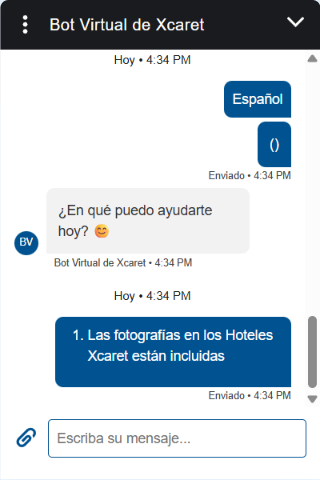 Bot Virtual de Xcaret
Hoy • 4:34 PM
Español
()
Enviado • 4:34 PM
¿En qué puedo ayudarte
hoy? 😊
BV
Bot Virtual de Xcaret • 4:34 PM
Hoy • 4:34 PM
1. Las fotografías en los Hoteles
Xcaret están incluidas
Enviado • 4:34 PM
Escriba su mensaje...